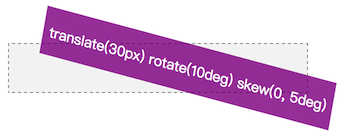 translate(30px) rotate(10deg) skew(0, 5deg)